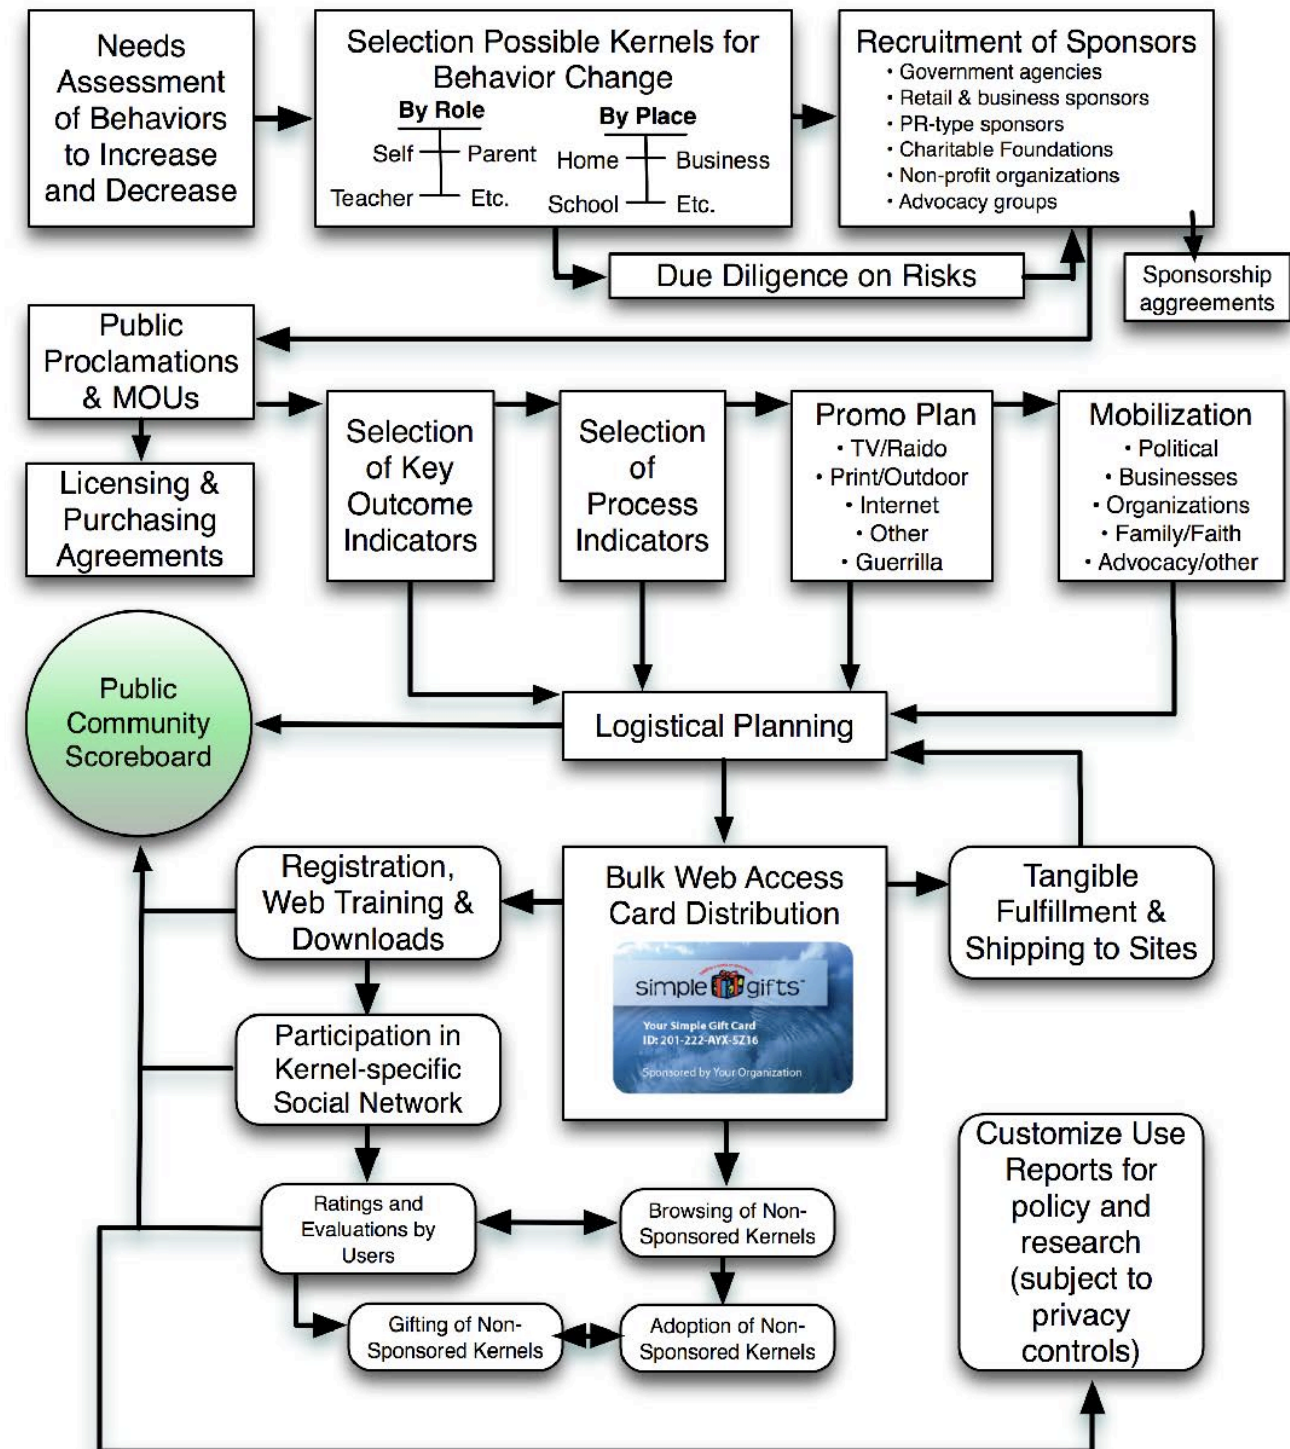 Needs
Assessment
of Behaviors
to Increase
and Decrease
Selection Possible Kernels for
Behavior Change
By Role
Self
Parent
Teacher
Etc.
By Place
Home
Business
School
Etc.
Recruitment of Sponsors
• Government agencies
• Retail & business sponsors
• PR-type sponsors
• Charitable Foundations
• Non-profit organizations
• Advocacy groups
Due Diligence on Risks
Sponsorship
aggreements
Public
Proclamations
& MOUs
Licensing &
Purchasing
Agreements
Selection
of Key
Outcome
Indicators
Selection
of
Process
Indicators
Promo Plan
• TV/Raido
• Print/Outdoor
• Internet
• Other
• Guerrilla
Mobilization
• Political
• Businesses
• Organizations
• Family/Faith
• Advocacy/other
Public
Community
Scoreboard
Logistical Planning
Registration,
Web Training &
Downloads
Bulk Web Access
Card Distribution
simple gifts
Your Simple Gift Card
ID: 201-222-AYX-5Z16
Sponsored by Your Organization
Tangible
Fulfillment &
Shipping to Sites
Participation in
Kernel-specific
Social Network
Ratings and
Evaluations by
Users
Browsing of Non-
Sponsored Kernels
Gifting of Non-
Sponsored Kernels
Adoption of Non-
Sponsored Kernels
Customize Use
Reports for
policy and
research
(subject to
privacy
controls)